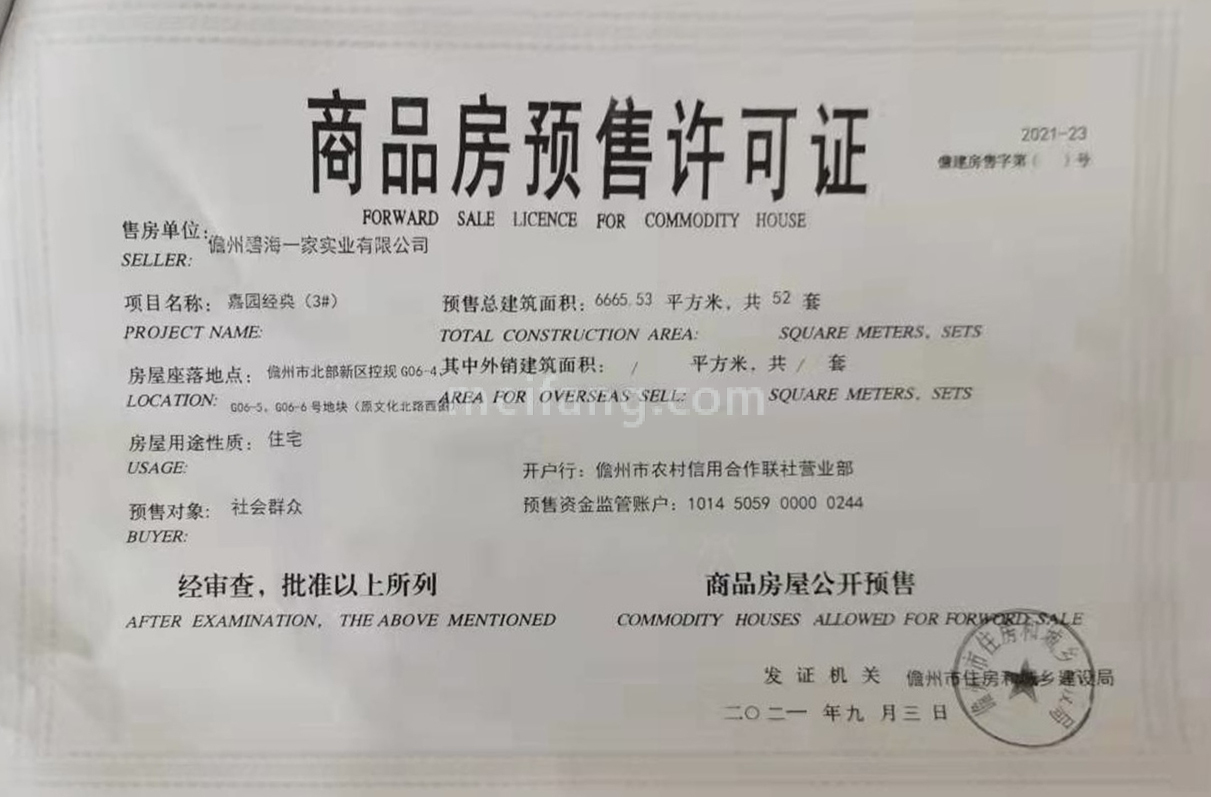 商品房预售许可证
FORWARD SALE LICENCE FOR COMMODITY HOUSE
2021-23
儋建房售字第( )号
售房单位:儋州碧海一家实业有限公司
SELLER:
项目名称: 嘉园经典（3#） 预售总建筑面积: 6665.53 平方米, 共 52 套
PROJECT NAME: TOTAL CONSTRUCTION AREA: SQUARE METERS, SETS
房屋座落地点: 儋州市北部新区控规 G06-4、 其中外销建筑面积: / 平方米, 共 / 套
LOCATION: G06-5、G06-6 号地块（原文化北路西侧 AREA FOR OVERSEAS SELL: SQUARE METERS, SETS
meifang.com
房屋用途性质: 住宅
USAGE:
开户行: 儋州市农村信用合作联社营业部
预售对象: 社会群众 预售资金监管账户: 1014 5059 0000 0244
BUYER:
经审查, 批准以上所列 商品房屋公开预售
AFTER EXAMINATION, THE ABOVE MENTIONED COMMODITY HOUSES ALLOWED FOR FORWORD SALE
发证机关 儋州市住房和城乡建设局
二〇二一 年九 月三 日